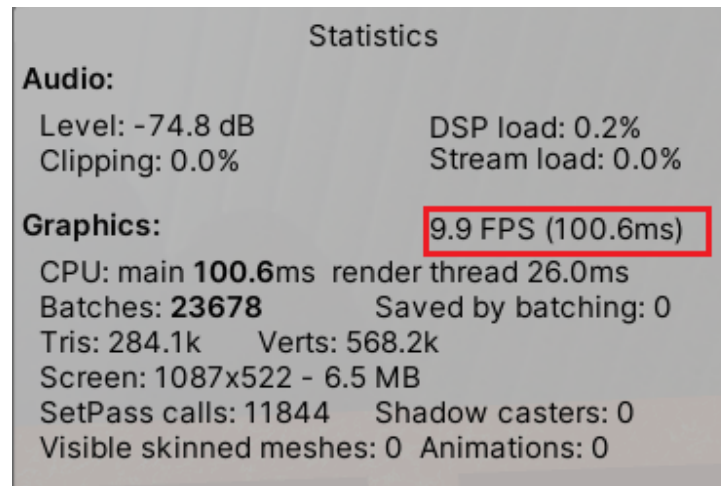 Statistics
Audio:
Level: -74.8 dB DSP load: 0.2%
Clipping: 0.0% Stream load: 0.0%
Graphics: 9.9 FPS (100.6ms)
CPU: main 100.6ms render thread 26.0ms
Batches: 23678 Saved by batching: 0
Tris: 284.1k Verts: 568.2k
Screen: 1087x522 - 6.5 MB
SetPass calls: 11844 Shadow casters: 0
Visible skinned meshes: 0 Animations: 0